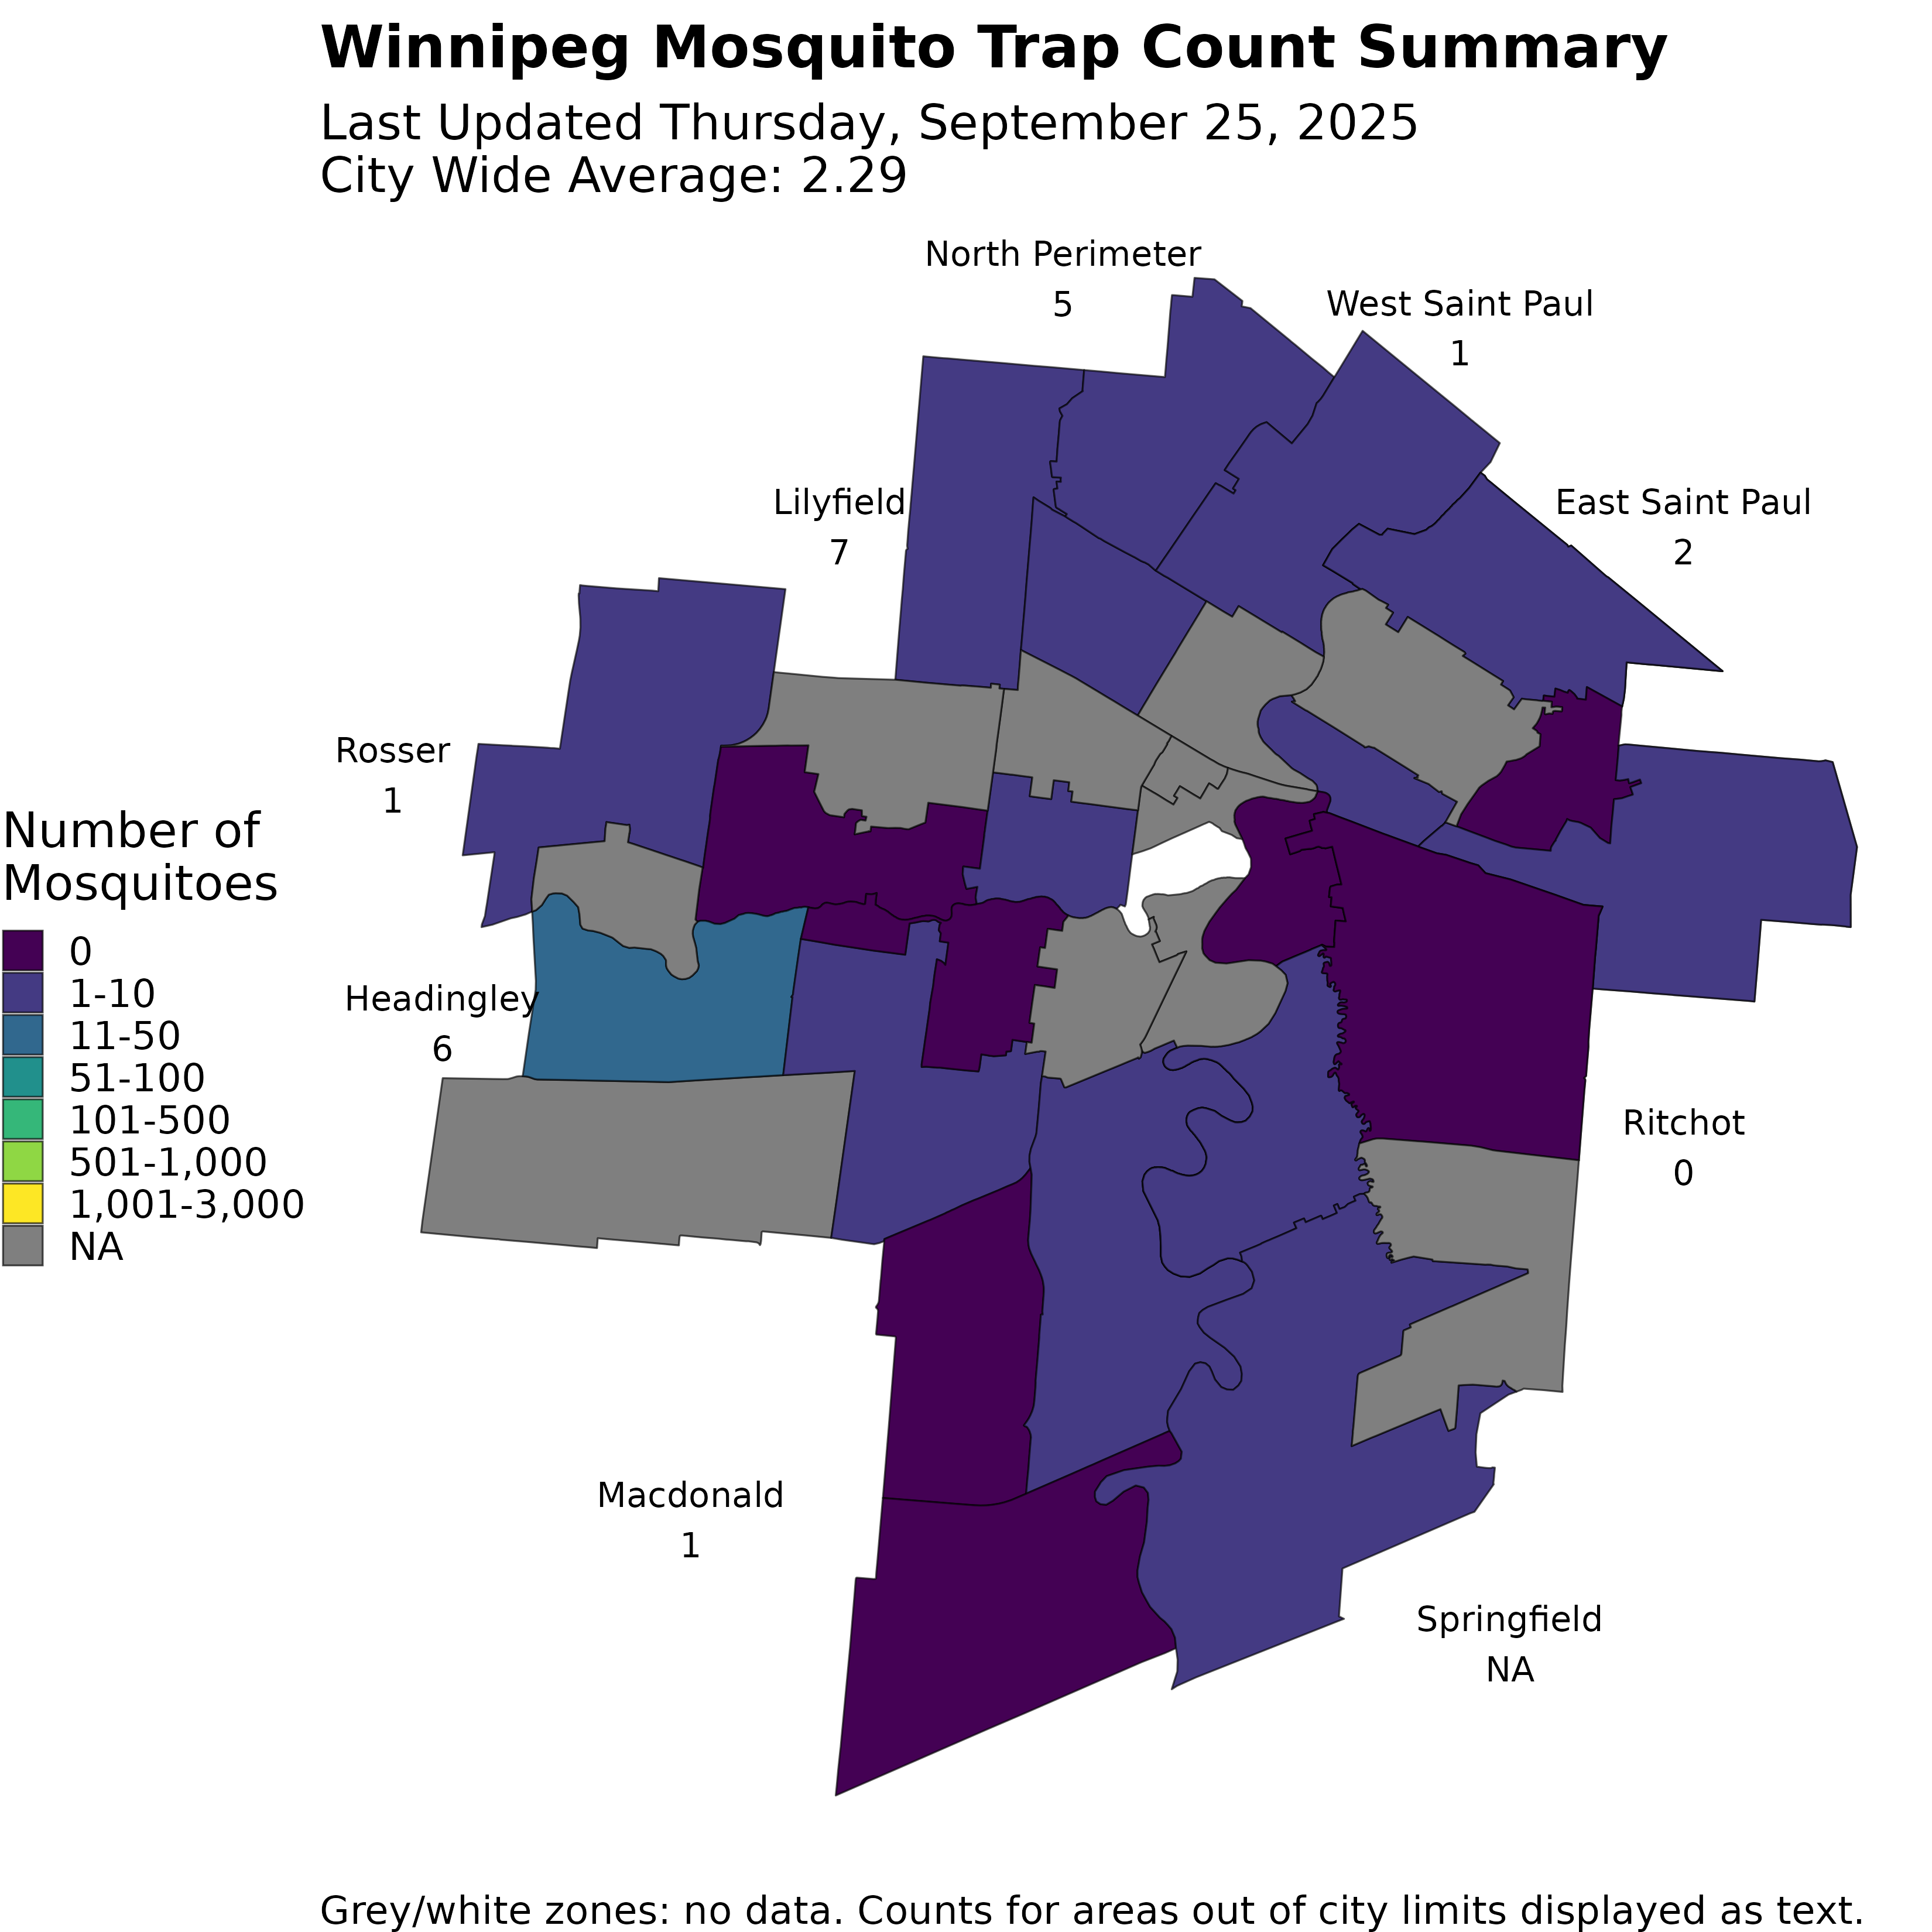 Winnipeg Mosquito Trap Count Summary
Last Updated Thursday, September 25, 2025
City Wide Average: 2.29
North Perimeter
5
West Saint Paul
1
Lilyfield
7
East Saint Paul
2
Rosser
1
Number of
Mosquitoes
0
1-10
11-50
51-100
101-500
501-1,000
1,001-3,000
NA
Headingley
6
Ritchot
0
Macdonald
1
Springfield
NA
Grey/white zones: no data. Counts for areas out of city limits displayed as text.